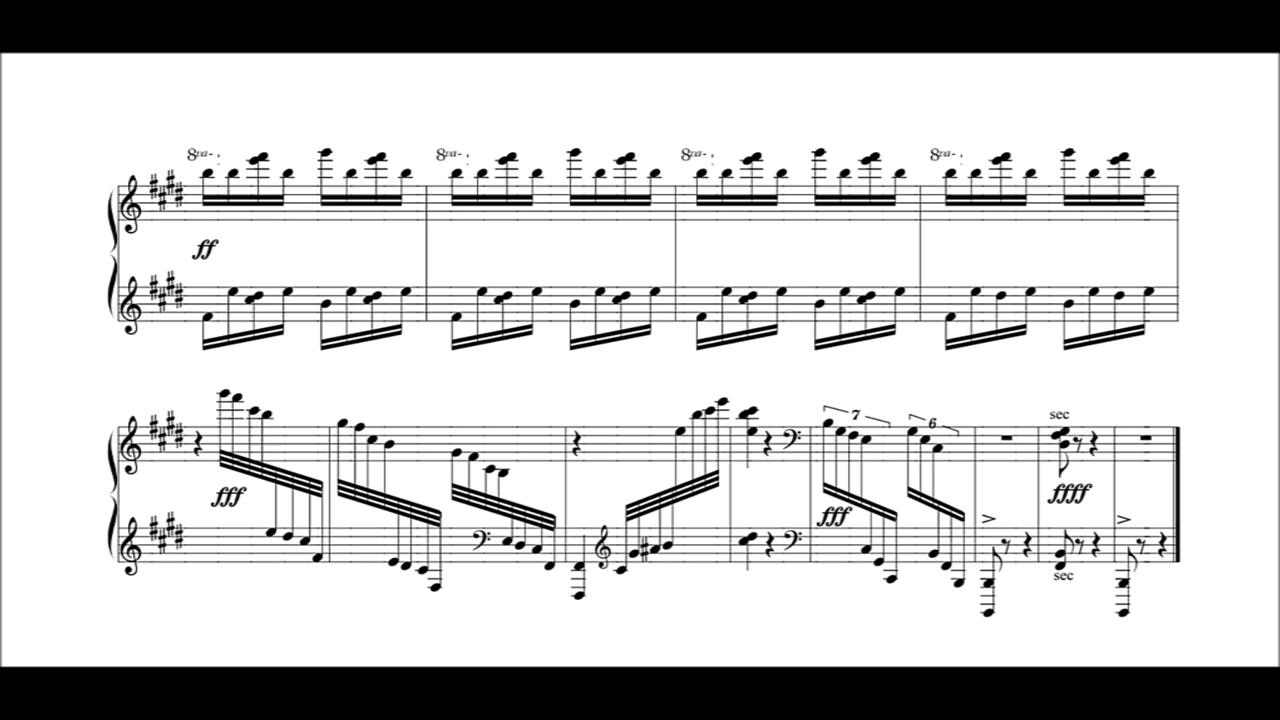 8va- 8va- 8va- 8va-
ff
7 6 sec
fff fff ffff
sec